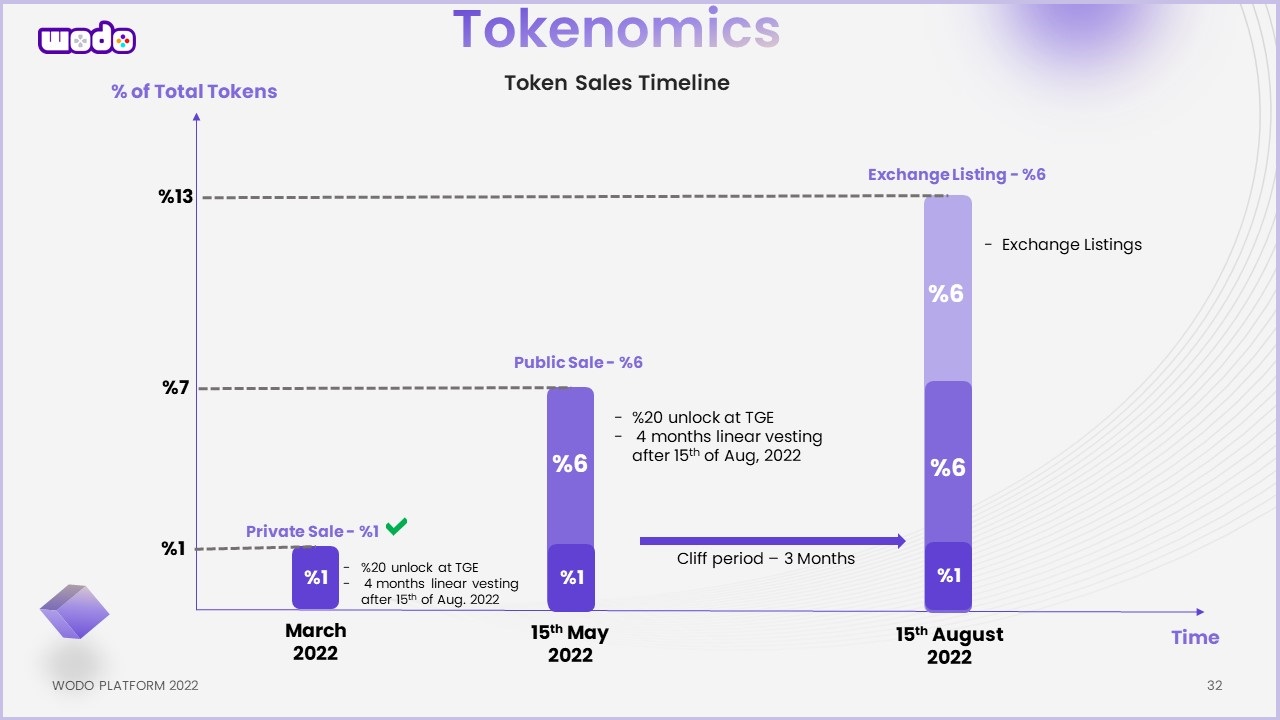 wodo
Tokenomics
Token Sales Timeline
% of Total Tokens
Exchange Listing - %6
%13
- Exchange Listings
%6
Public Sale - %6
%7
- %20 unlock at TGE
- 4 months linear vesting
after 15th of Aug, 2022
%6
%6
Private Sale - %1
%1
Cliff period – 3 Months
- %20 unlock at TGE
- 4 months linear vesting
after 15th of Aug. 2022
%1
%1
%1
March
2022
15th May
2022
15th August
2022
Time
WODO PLATFORM 2022
32